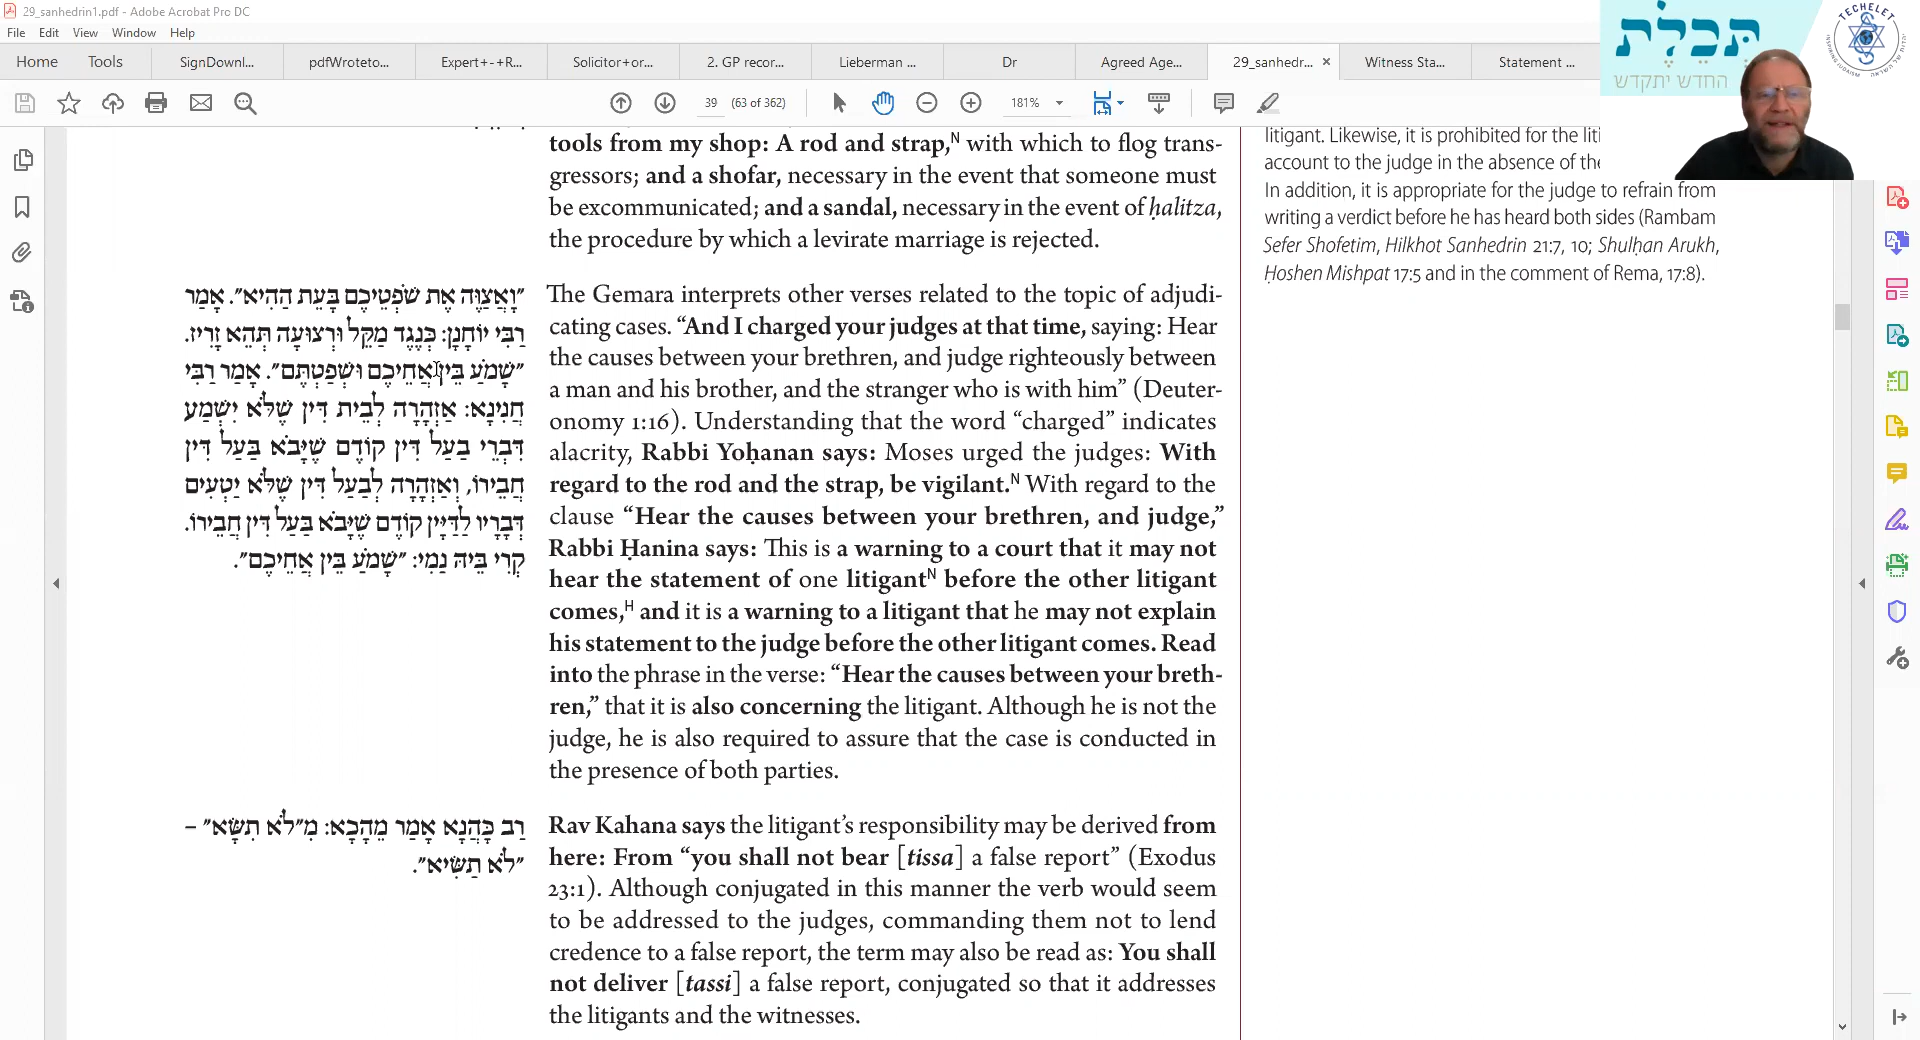 29_sanhedrin1.pdf - Adobe Acrobat Pro DC
File Edit View Window Help
Home Tools SignDownl... pdfWroteto... Expert+-+R... Solicitor+or... 2. GP recor... Lieberman ... Dr Agreed Age... 29_sanhedr... × Witness Sta... Statement ...
39 (63 of 362) 181%
תְּכֵלֶת
החדש יתקדש
TECHELET
tools from my shop: A rod and strap,ᴺ with which to flog trans-
gressors; and a shofar, necessary in the event that someone must
be excommunicated; and a sandal, necessary in the event of ḥalitza,
the procedure by which a levirate marriage is rejected.
״וָאֲצַוֶּה אֶת שֹׁפְטֵיכֶם בָּעֵת הַהִיא״. אָמַר
רַבִּי יוֹחָנָן: כְּנֶגֶד מַקֵּל וּרְצוּעָה תְּהֵא זָרִיז.
״שָׁמֹעַ בֵּין אֲחֵיכֶם וּשְׁפַטְתֶּם״. אָמַר רַבִּי
חֲנִינָא: אַזְהָרָה לְבֵית דִּין שֶׁלֹּא יִשְׁמַע
דִּבְרֵי בַּעַל דִּין קוֹדֶם שֶׁיָּבֹא בַּעַל דִּין
חֲבֵירוֹ, וְאַזְהָרָה לְבַעַל דִּין שֶׁלֹּא יַטְעִים
דְּבָרָיו לַדַּיָּין קוֹדֶם שֶׁיָּבֹא בַּעַל דִּין חֲבֵירוֹ.
קְרִי בֵּיהּ נַמִי: ״שָׁמֹעַ בֵּין אֲחֵיכֶם״.
The Gemara interprets other verses related to the topic of adjudi-
cating cases. “And I charged your judges at that time, saying: Hear
the causes between your brethren, and judge righteously between
a man and his brother, and the stranger who is with him” (Deuter-
onomy 1:16). Understanding that the word “charged” indicates
alacrity, Rabbi Yoḥanan says: Moses urged the judges: With
regard to the rod and the strap, be vigilant.ᴺ With regard to the
clause “Hear the causes between your brethren, and judge,”
Rabbi Ḥanina says: This is a warning to a court that it may not
hear the statement of one litigantᴺ before the other litigant
comes,ᴴ and it is a warning to a litigant that he may not explain
his statement to the judge before the other litigant comes. Read
into the phrase in the verse: “Hear the causes between your breth-
ren,” that it is also concerning the litigant. Although he is not the
judge, he is also required to assure that the case is conducted in
the presence of both parties.
רַב כָּהֲנָא אָמַר מֵהָכָא: מִ״לֹּא תִשָּׂא״ –
״לֹא תַשִּׂיא״.
Rav Kahana says the litigant’s responsibility may be derived from
here: From “you shall not bear [tissa] a false report” (Exodus
23:1). Although conjugated in this manner the verb would seem
to be addressed to the judges, commanding them not to lend
credence to a false report, the term may also be read as: You shall
not deliver [tassi] a false report, conjugated so that it addresses
the litigants and the witnesses.
litigant. Likewise, it is prohibited for the liti
account to the judge in the absence of the
In addition, it is appropriate for the judge to refrain from
writing a verdict before he has heard both sides (Rambam
Sefer Shofetim, Hilkhot Sanhedrin 21:7, 10; Shulḥan Arukh,
Ḥoshen Mishpat 17:5 and in the comment of Rema, 17:8).